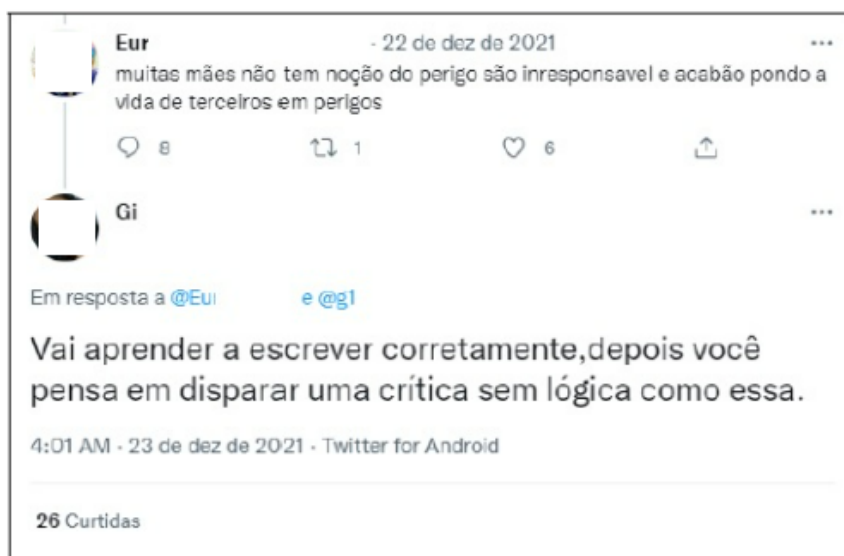 Eur · 22 de dez de 2021
muitas mães não tem noção do perigo são inresponsavel e acabão pondo a
vida de terceiros em perigos
8 1 6
Gi
Em resposta a @Eur e @g1
Vai aprender a escrever corretamente,depois você
pensa em disparar uma crítica sem lógica como essa.
4:01 AM · 23 de dez de 2021 · Twitter for Android
26 Curtidas